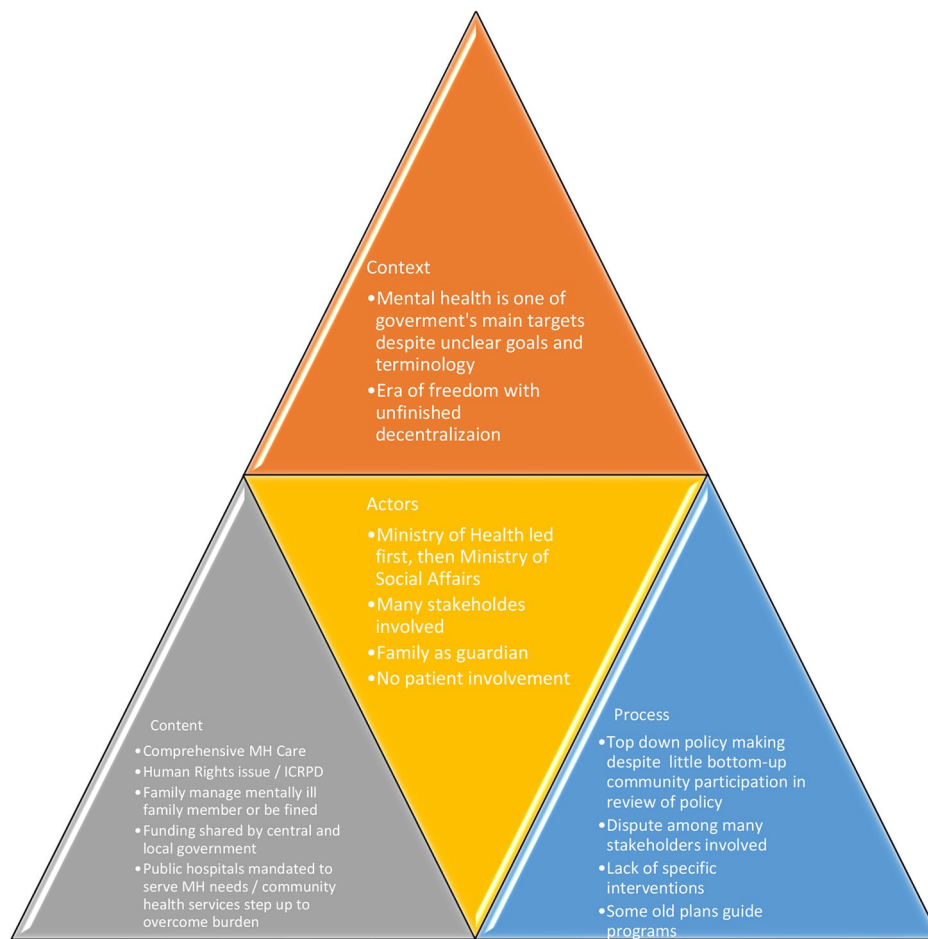 Context
•Mental health is one of
goverment's main targets
despite unclear goals and
terminology
•Era of freedom with
unfinished
decentralizaion
Actors
•Ministry of Health led
first, then Ministry of
Social Affairs
•Many stakeholdes
involved
•Family as guardian
•No patient involvement
Content
•Comprehensive MH Care
•Human Rights issue / ICRPD
•Family manage mentally ill
family member or be fined
•Funding shared by central and
local government
•Public hospitals mandated to
serve MH needs / community
health services step up to
overcome burden
Process
•Top down policy making
despite little bottom-up
community participation in
review of policy
•Dispute among many
stakeholders involved
•Lack of specific
interventions
•Some old plans guide
programs